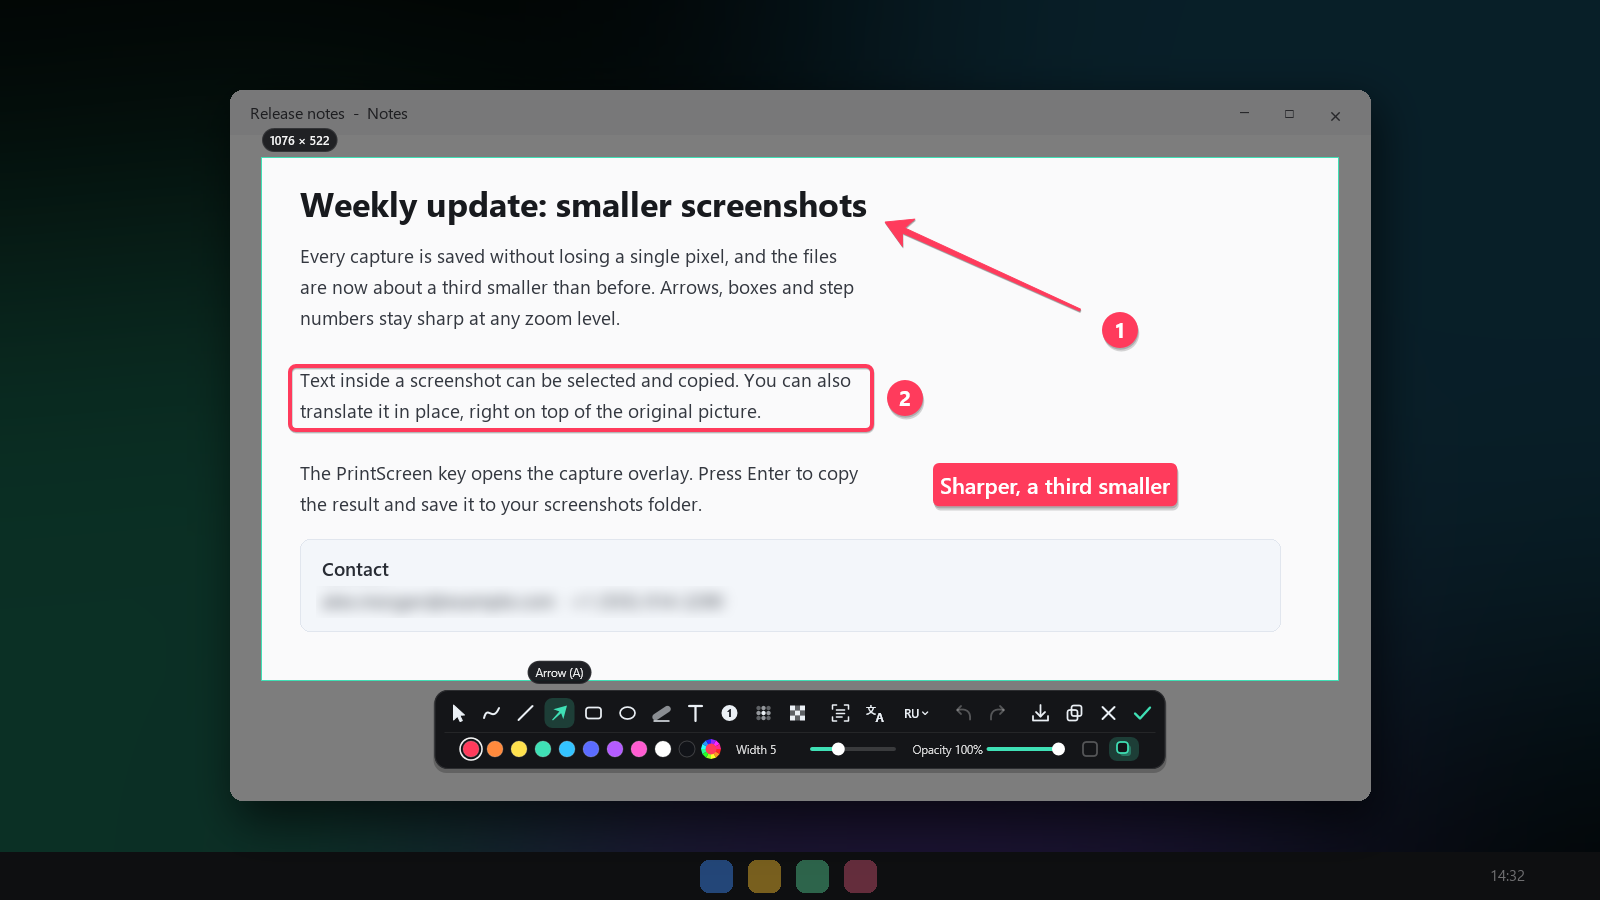 Release notes - Notes
1076 × 522
Weekly update: smaller screenshots
Every capture is saved without losing a single pixel, and the files
are now about a third smaller than before. Arrows, boxes and step
numbers stay sharp at any zoom level.
1
Text inside a screenshot can be selected and copied. You can also
translate it in place, right on top of the original picture.
2
The PrintScreen key opens the capture overlay. Press Enter to copy
the result and save it to your screenshots folder.
Sharper, a third smaller
Contact
Arrow (A)
T
1
文A
RU
Width 5
Opacity 100%
14:32